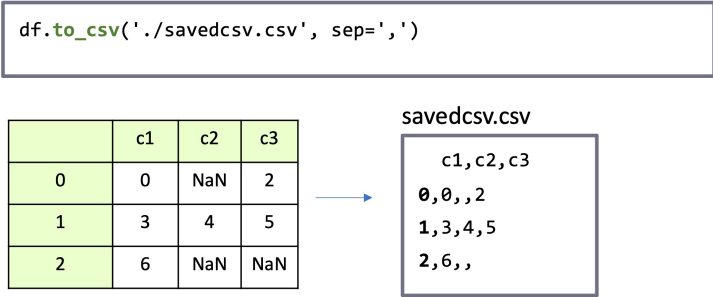 df.to_csv('./savedcsv.csv', sep=',')
savedcsv.csv
c1 c2 c3
0 0 NaN 2
1 3 4 5
2 6 NaN NaN
c1,c2,c3
0,0,,2
1,3,4,5
2,6,,